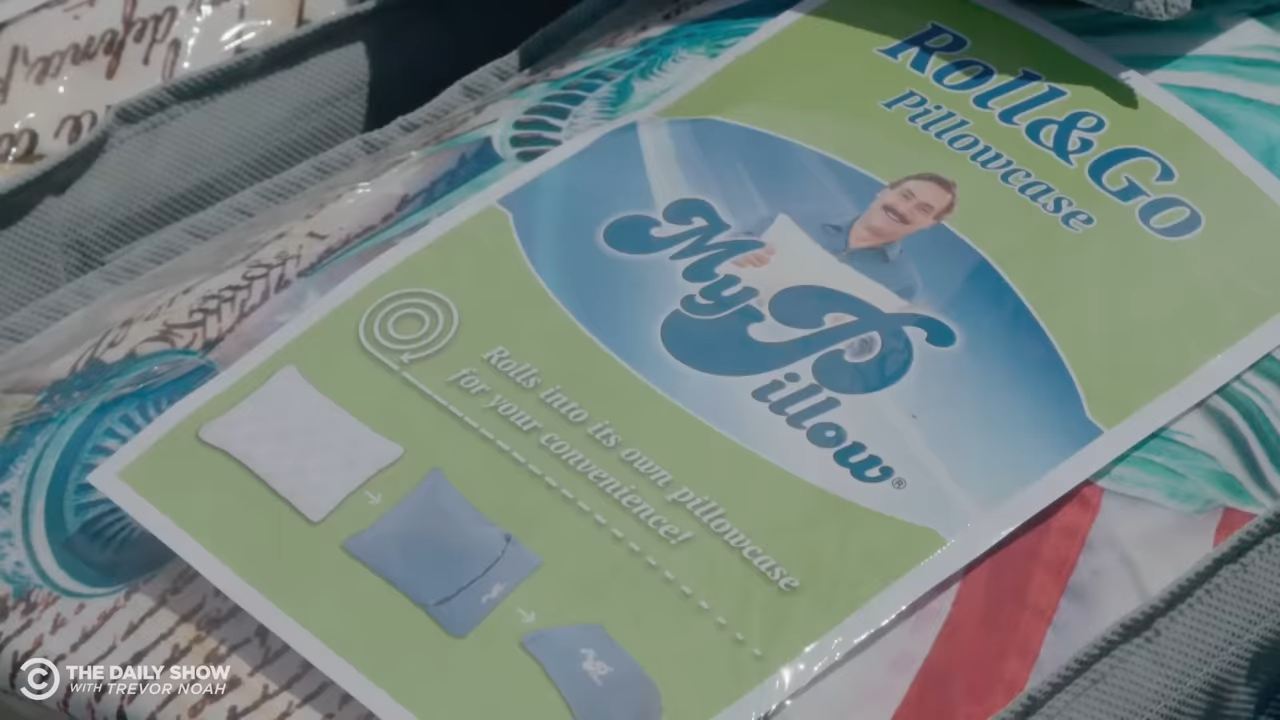 Roll&Go
Pillowcase
MyPillow®
Rolls into its own pillowcase
for your convenience!
THE DAILY SHOW
WITH TREVOR NOAH